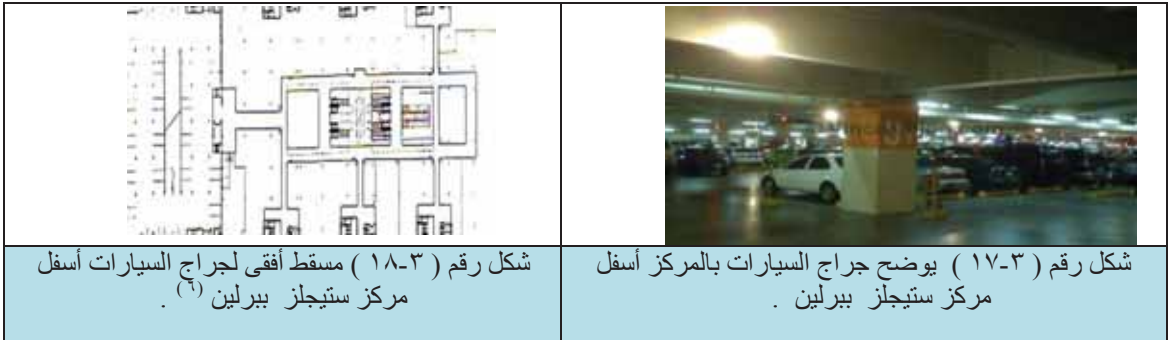 شكل رقم ( ٣-١٧ ) يوضح جراج السيارات بالمركز أسفل
مركز ستيجلز ببرلين .
شكل رقم ( ٣-١٨ ) مسقط أفقى لجراج السيارات أسفل
مركز ستيجلز ببرلين (٦) .